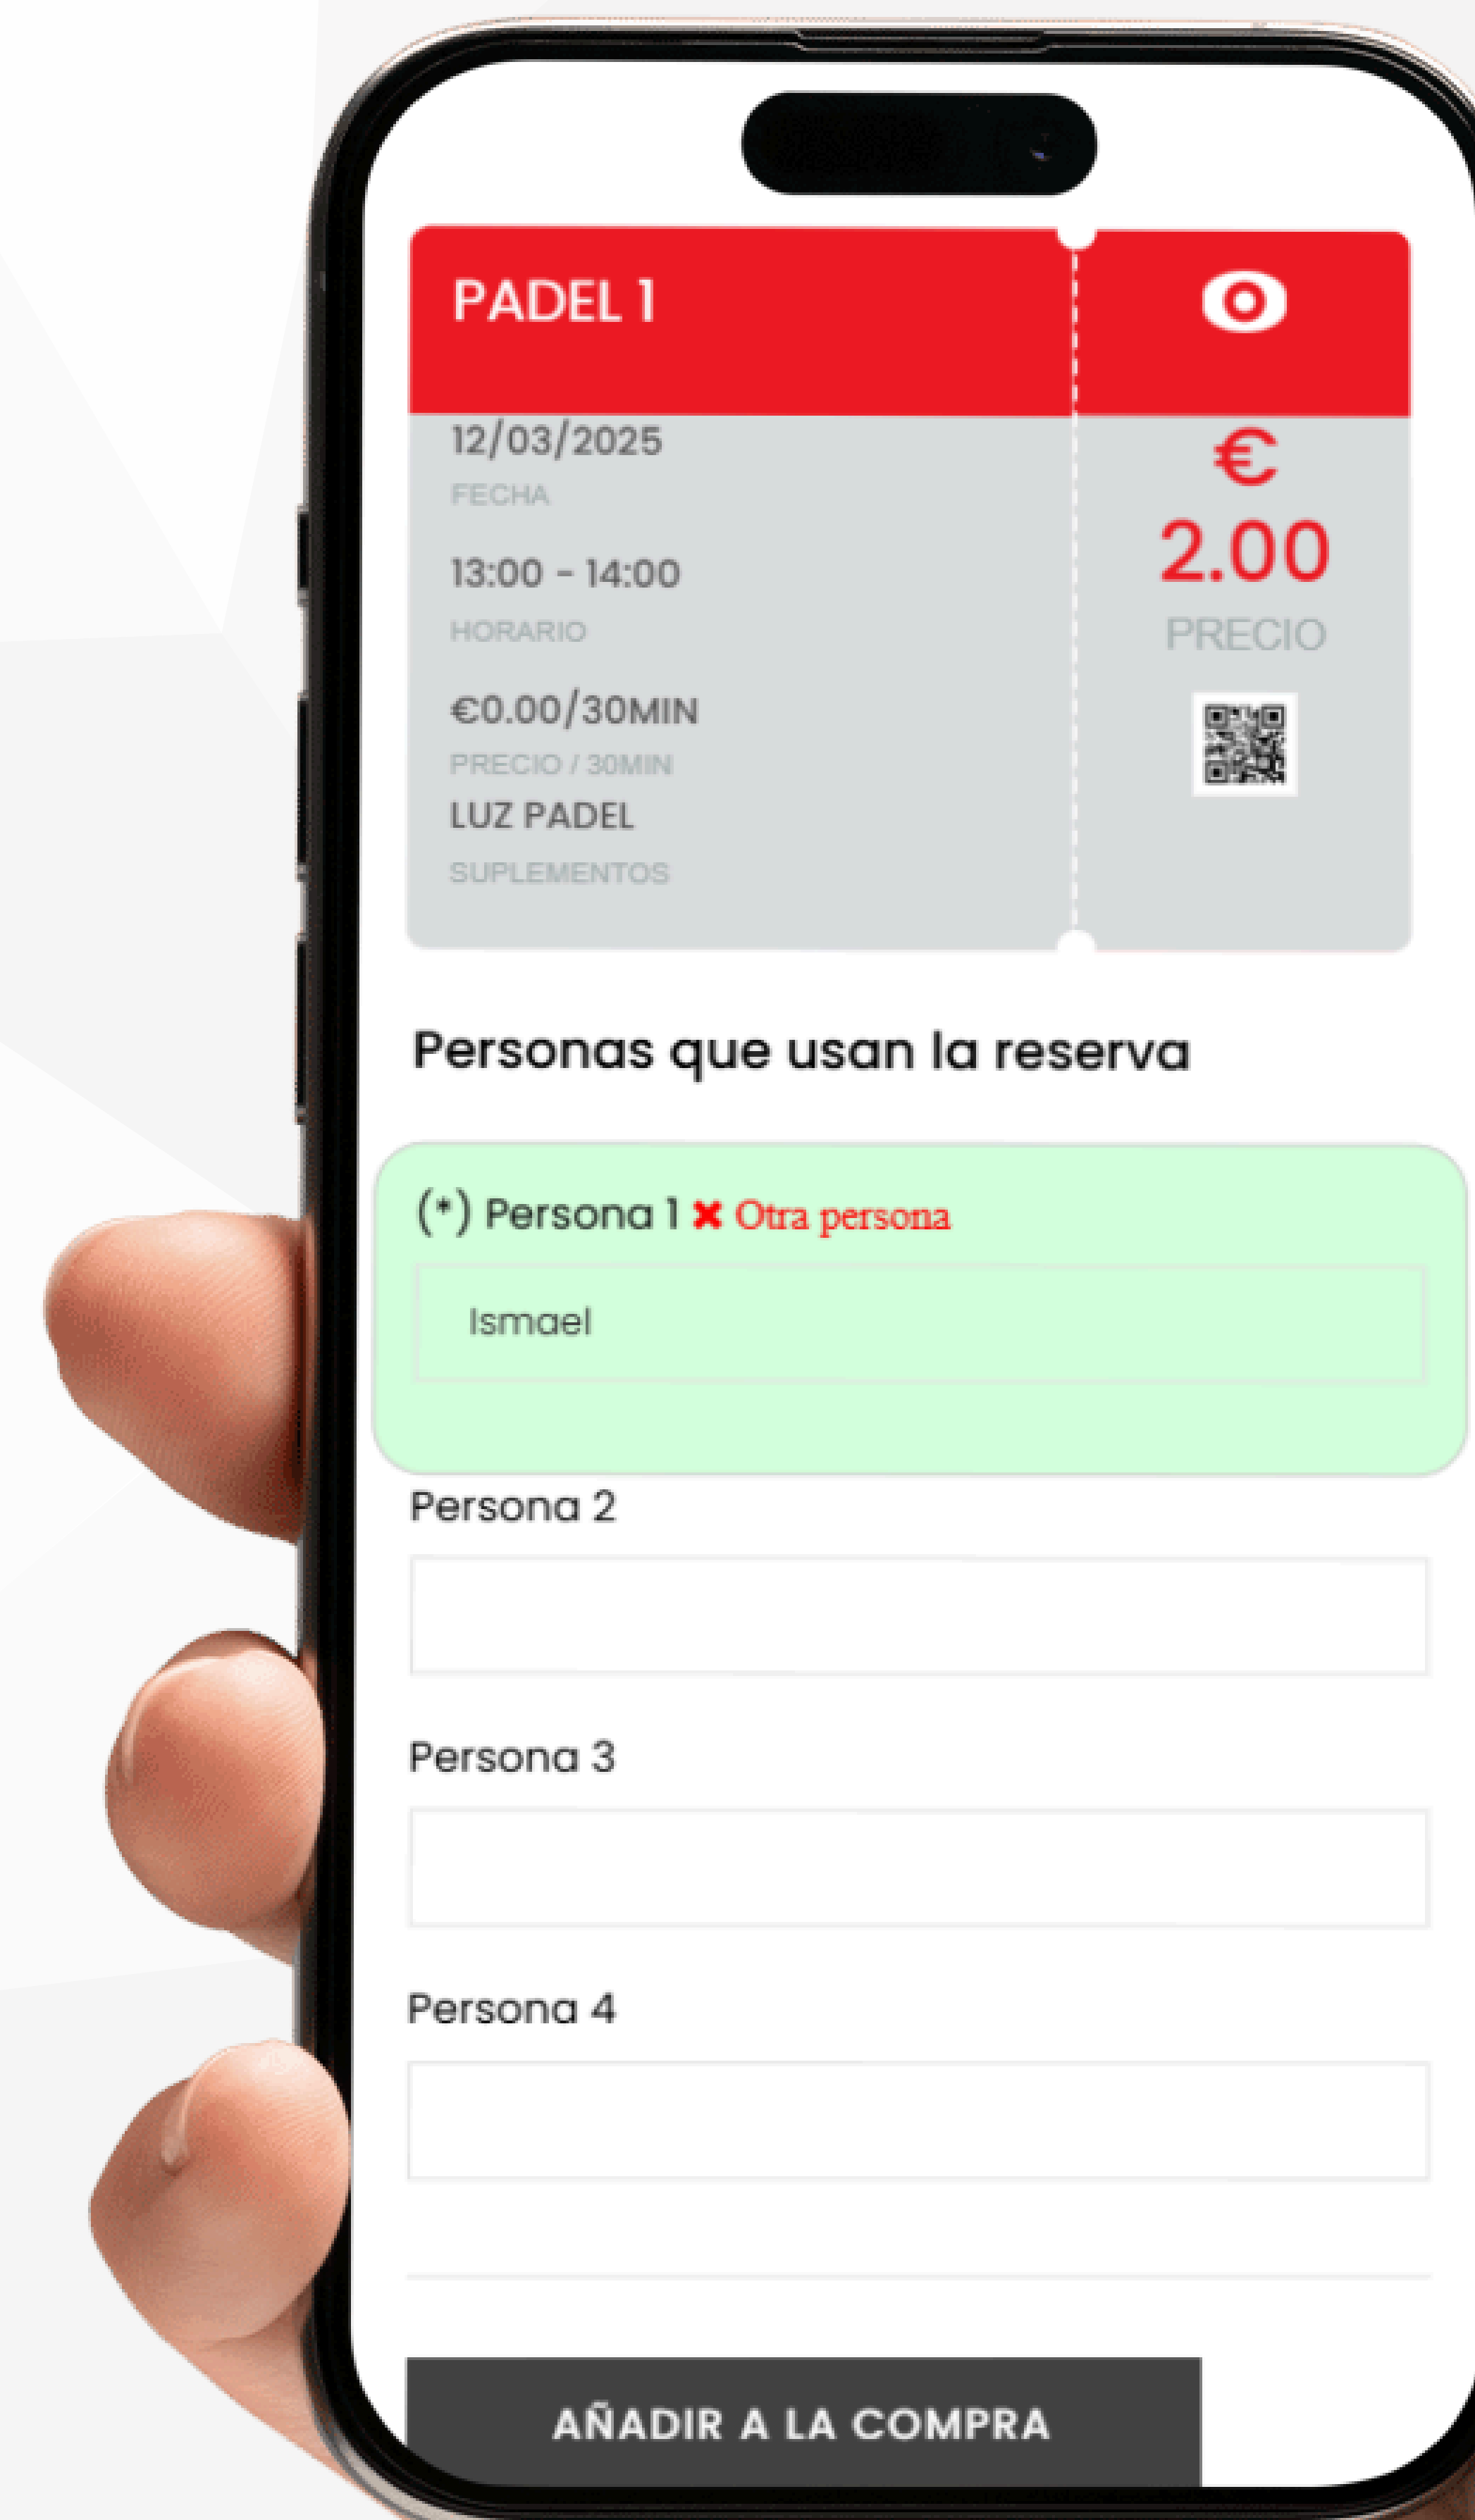 PADEL 1
12/03/2025
FECHA
13:00 - 14:00
HORARIO
€0.00/30MIN
PRECIO / 30MIN
LUZ PADEL
SUPLEMENTOS
€
2.00
PRECIO
Personas que usan la reserva
(*) Persona 1 ✖ Otra persona
Ismael
Persona 2
Persona 3
Persona 4
AÑADIR A LA COMPRA